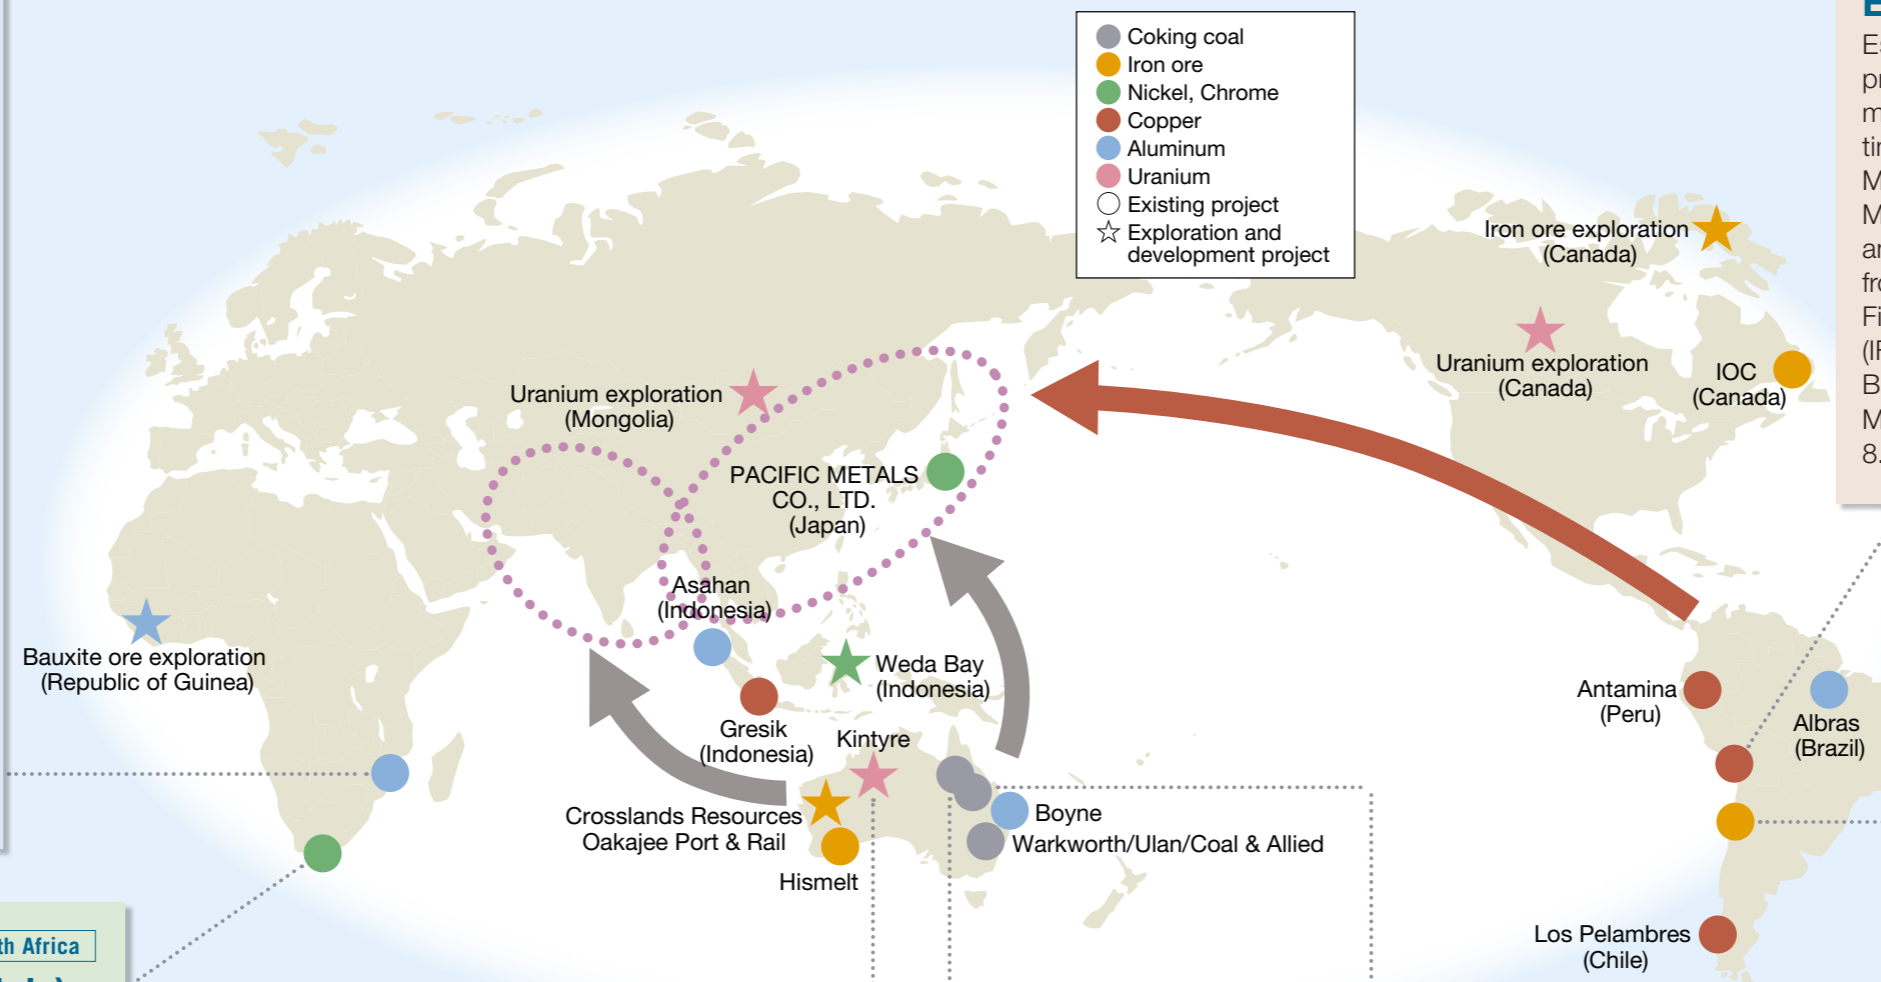 Coking coal
Iron ore
Nickel, Chrome
Copper
Aluminum
Uranium
Existing project
Exploration and
development project
Iron ore exploration
(Canada)
Uranium exploration
(Canada)
IOC
(Canada)
Uranium exploration
(Mongolia)
PACIFIC METALS
CO., LTD.
(Japan)
Asahan
(Indonesia)
Bauxite ore exploration
(Republic of Guinea)
Weda Bay
(Indonesia)
Gresik
(Indonesia)
Kintyre
Antamina
(Peru)
Albras
(Brazil)
Crosslands Resources
Oakajee Port & Rail
Boyne
Warkworth/Ulan/Coal & Allied
Hismelt
Los Pelambres
(Chile)
th Africa
8.